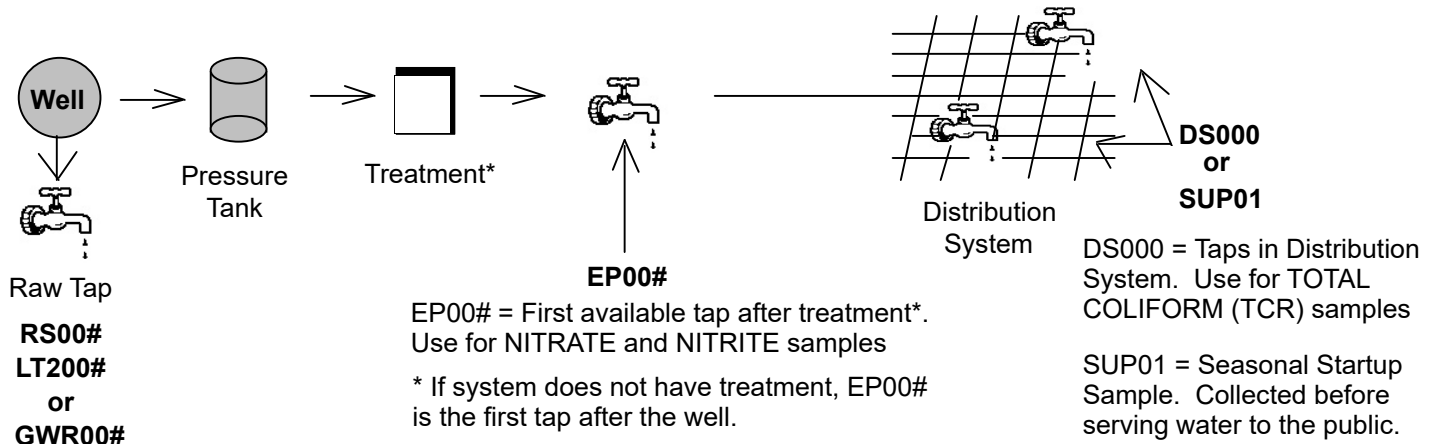 Well
Pressure
Tank
Treatment*
Raw Tap
RS00#
LT200#
or
GWR00#
EP00#
EP00# = First available tap after treatment*.
Use for NITRATE and NITRITE samples
* If system does not have treatment, EP00#
is the first tap after the well.
Distribution
System
DS000
or
SUP01
DS000 = Taps in Distribution
System. Use for TOTAL
COLIFORM (TCR) samples
SUP01 = Seasonal Startup
Sample. Collected before
serving water to the public.